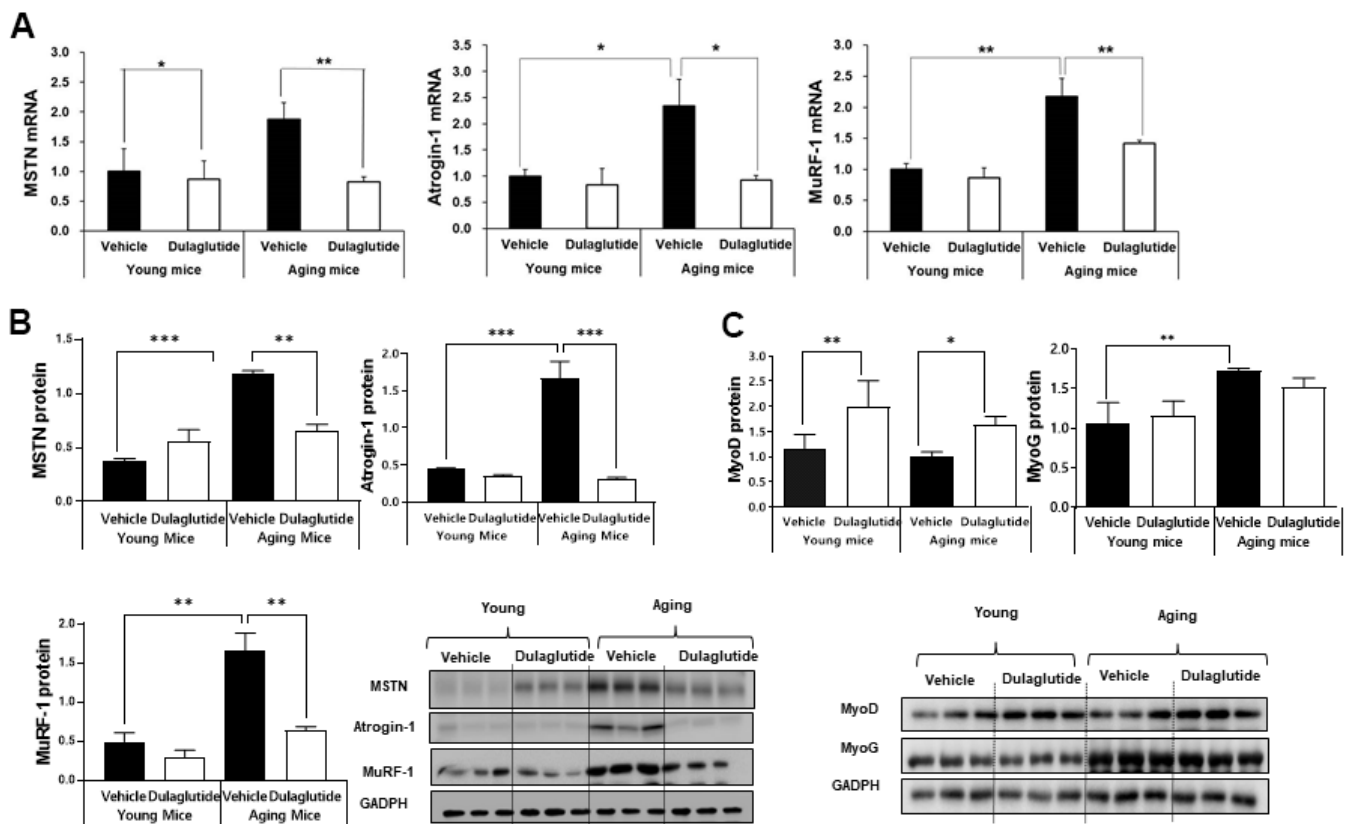 A
MSTN mRNA
3.0
2.5
2.0
1.5
1.0
0.5
0.0
*
**
Vehicle Dulaglutide Vehicle Dulaglutide
Young mice Aging mice
Atrogin-1 mRNA
3.5
3.0
2.5
2.0
1.5
1.0
0.5
0.0
*
*
Vehicle Dulaglutide Vehicle Dulaglutide
Young mice Aging mice
MuRF-1 mRNA
3.0
2.5
2.0
1.5
1.0
0.5
0.0
**
**
Vehicle Dulaglutide Vehicle Dulaglutide
Young mice Aging mice
B
MSTN protein
1.5
1.0
0.5
0.0
***
**
Vehicle Dulaglutide Vehicle Dulaglutide
Young Mice Aging Mice
Atrogin-1 protein
2.0
1.5
1.0
0.5
0.0
***
***
Vehicle Dulaglutide Vehicle Dulaglutide
Young Mice Aging Mice
C
MyoD protein
3.0
2.5
2.0
1.5
1.0
0.5
0.0
**
*
Vehicle Dulaglutide Vehicle Dulaglutide
Young mice Aging mice
MyoG protein
2.0
1.5
1.0
0.5
0.0
**
Vehicle Dulaglutide Vehicle Dulaglutide
Young mice Aging mice
MuRF-1 protein
2.0
1.5
1.0
0.5
0.0
**
**
Vehicle Dulaglutide Vehicle Dulaglutide
Young Mice Aging Mice
Young Aging
Vehicle Dulaglutide Vehicle Dulaglutide
MSTN
Atrogin-1
MuRF-1
GADPH
Young Aging
Vehicle Dulaglutide Vehicle Dulaglutide
MyoD
MyoG
GADPH